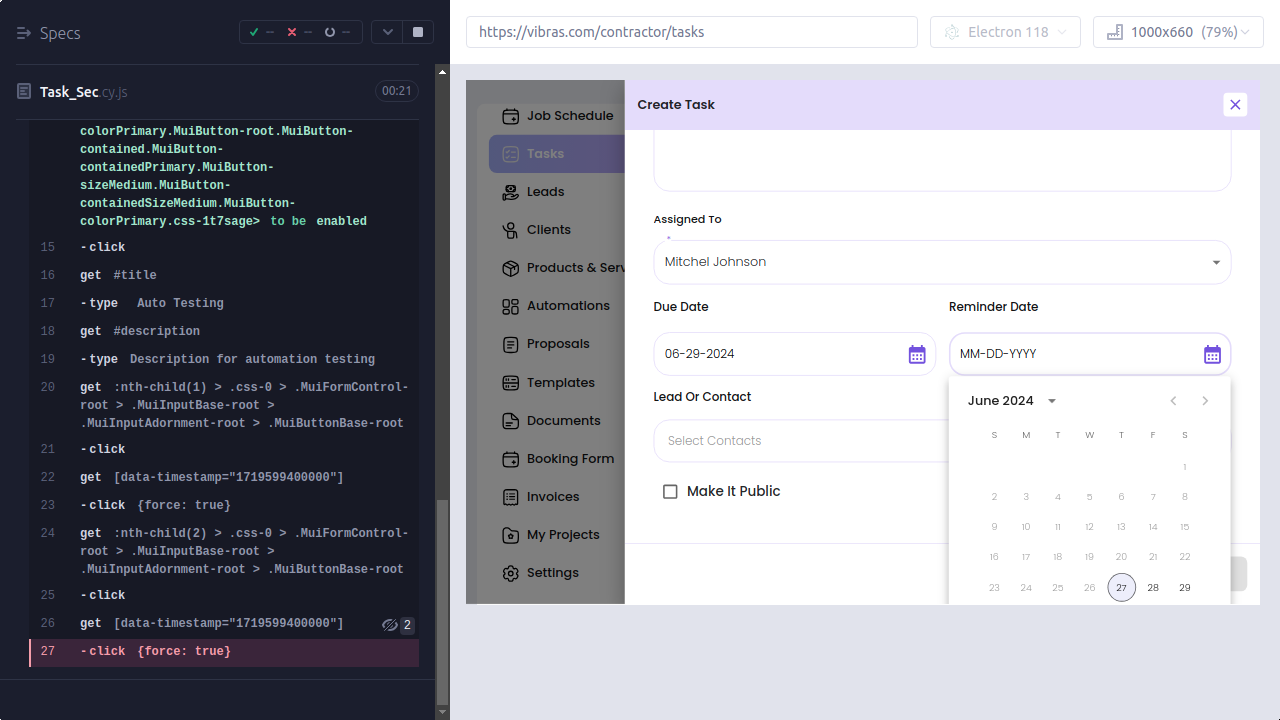 Specs
--
--
--
https://vibras.com/contractor/tasks
Electron 118
1000x660 (79%)
Task_Sec.cy.js
00:21
colorPrimary.MuiButton-root.MuiButton-
contained.MuiButton-
containedPrimary.MuiButton-
sizeMedium.MuiButton-
containedSizeMedium.MuiButton-
colorPrimary.css-1t7sage> to be enabled
15 -click
16 get #title
17 -type Auto Testing
18 get #description
19 -type Description for automation testing
20 get :nth-child(1) > .css-0 > .MuiFormControl-
root > .MuiInputBase-root >
.MuiInputAdornment-root > .MuiButtonBase-root
21 -click
22 get [data-timestamp="1719599400000"]
23 -click {force: true}
24 get :nth-child(2) > .css-0 > .MuiFormControl-
root > .MuiInputBase-root >
.MuiInputAdornment-root > .MuiButtonBase-root
25 -click
26 get [data-timestamp="1719599400000"] 2
27 -click {force: true}
Job Schedule
Tasks
Leads
Clients
Products & Serv
Automations
Proposals
Templates
Documents
Booking Form
Invoices
My Projects
Settings
Create Task
Assigned To
Mitchel Johnson
Due Date
Reminder Date
06-29-2024
MM-DD-YYYY
Lead Or Contact
Select Contacts
Make It Public
June 2024
S M T W T F S
1
2 3 4 5 6 7 8
9 10 11 12 13 14 15
16 17 18 19 20 21 22
23 24 25 26 27 28 29